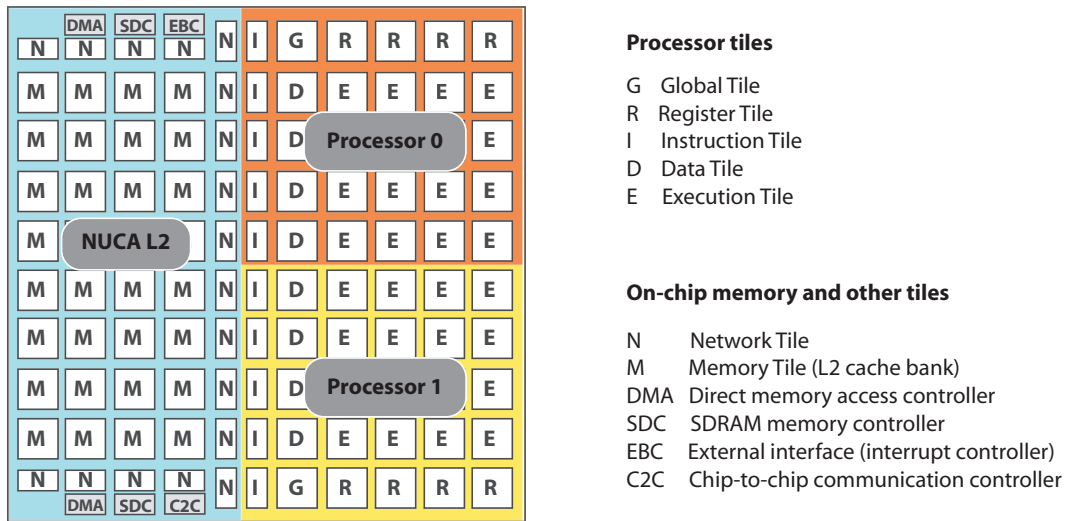 DMA SDC EBC
N N N N N I G R R R R
M M M M N I D E E E E
M M M M N I D Processor 0 E
M M M M N I D E E E E
M NUCA L2 N I D E E E E
M M M M N I D E E E E
M M M M N I D E E E E
M M M M N I D Processor 1 E
M M M M N I D E E E E
N N N N N I G R R R R
DMA SDC C2C
Processor tiles
G Global Tile
R Register Tile
I Instruction Tile
D Data Tile
E Execution Tile
On-chip memory and other tiles
N Network Tile
M Memory Tile (L2 cache bank)
DMA Direct memory access controller
SDC SDRAM memory controller
EBC External interface (interrupt controller)
C2C Chip-to-chip communication controller